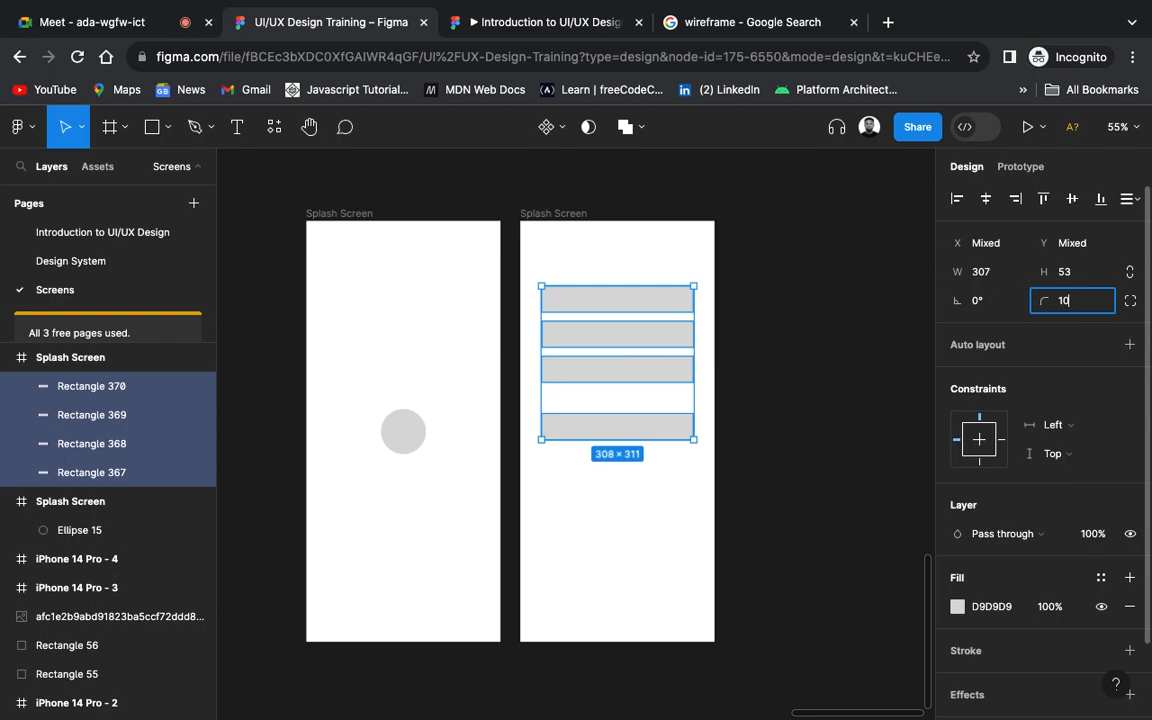 Meet - ada-wgfw-ict
UI/UX Design Training – Figma
Introduction to UI/UX Desig
wireframe - Google Search
figma.com/file/fBCEc3bXDC0XfGAIWR4qGF/UI%2FUX-Design-Training?type=design&node-id=175-6550&mode=design&t=kuCHEe...
Incognito
YouTube
Maps
News
Gmail
Javascript Tutorial...
MDN Web Docs
Learn | freeCodeC...
(2) LinkedIn
Platform Architect...
»
All Bookmarks
Share
A?
55%
Layers
Assets
Screens
Design
Prototype
Pages
Introduction to UI/UX Design
Design System
Screens
All 3 free pages used.
Splash Screen
Rectangle 370
Rectangle 369
Rectangle 368
Rectangle 367
Splash Screen
Ellipse 15
iPhone 14 Pro - 4
iPhone 14 Pro - 3
afc1e2b9abd91823ba5ccf72ddd8...
Rectangle 56
Rectangle 55
iPhone 14 Pro - 2
Splash Screen
Splash Screen
308 × 311
X Mixed
Y Mixed
W 307
H 53
0°
10
Auto layout
Constraints
Left
Top
Layer
Pass through
100%
Fill
D9D9D9
100%
Stroke
Effects
?